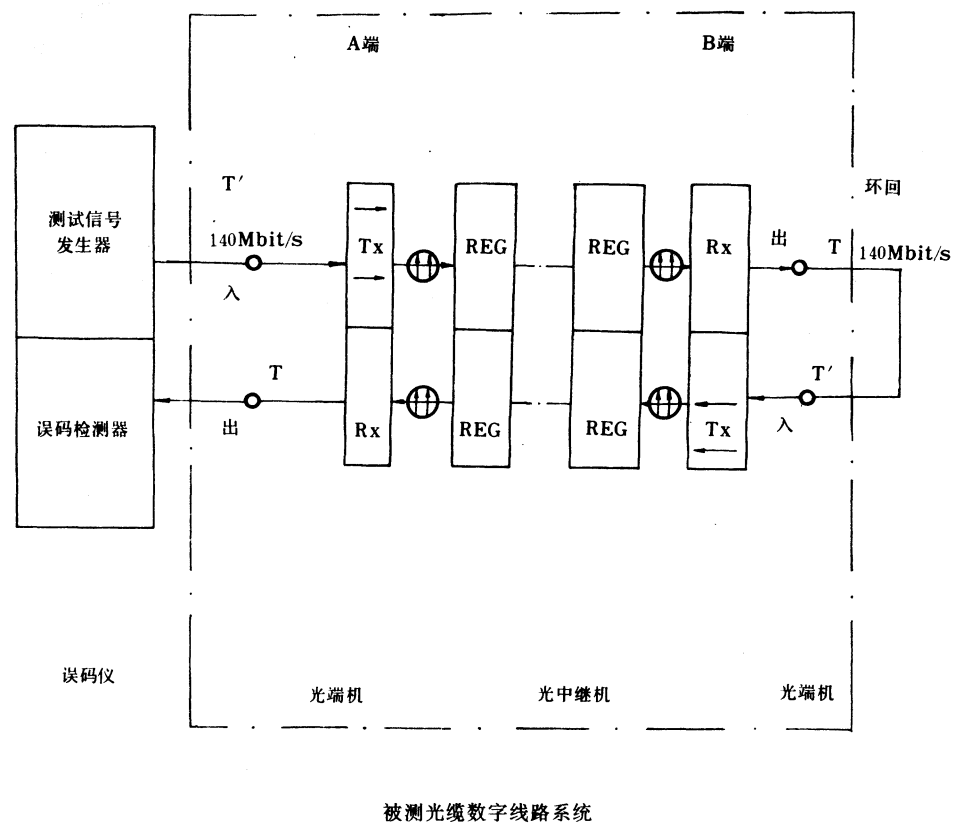 A端
B端
T′
环回
测试信号
发生器
140Mbit/s
Tx
REG
REG
Rx
出
T
140Mbit/s
入
T
T′
误码检测器
出
Rx
REG
REG
Tx
入
误码仪
光端机
光中继机
光端机
被测光缆数字线路系统